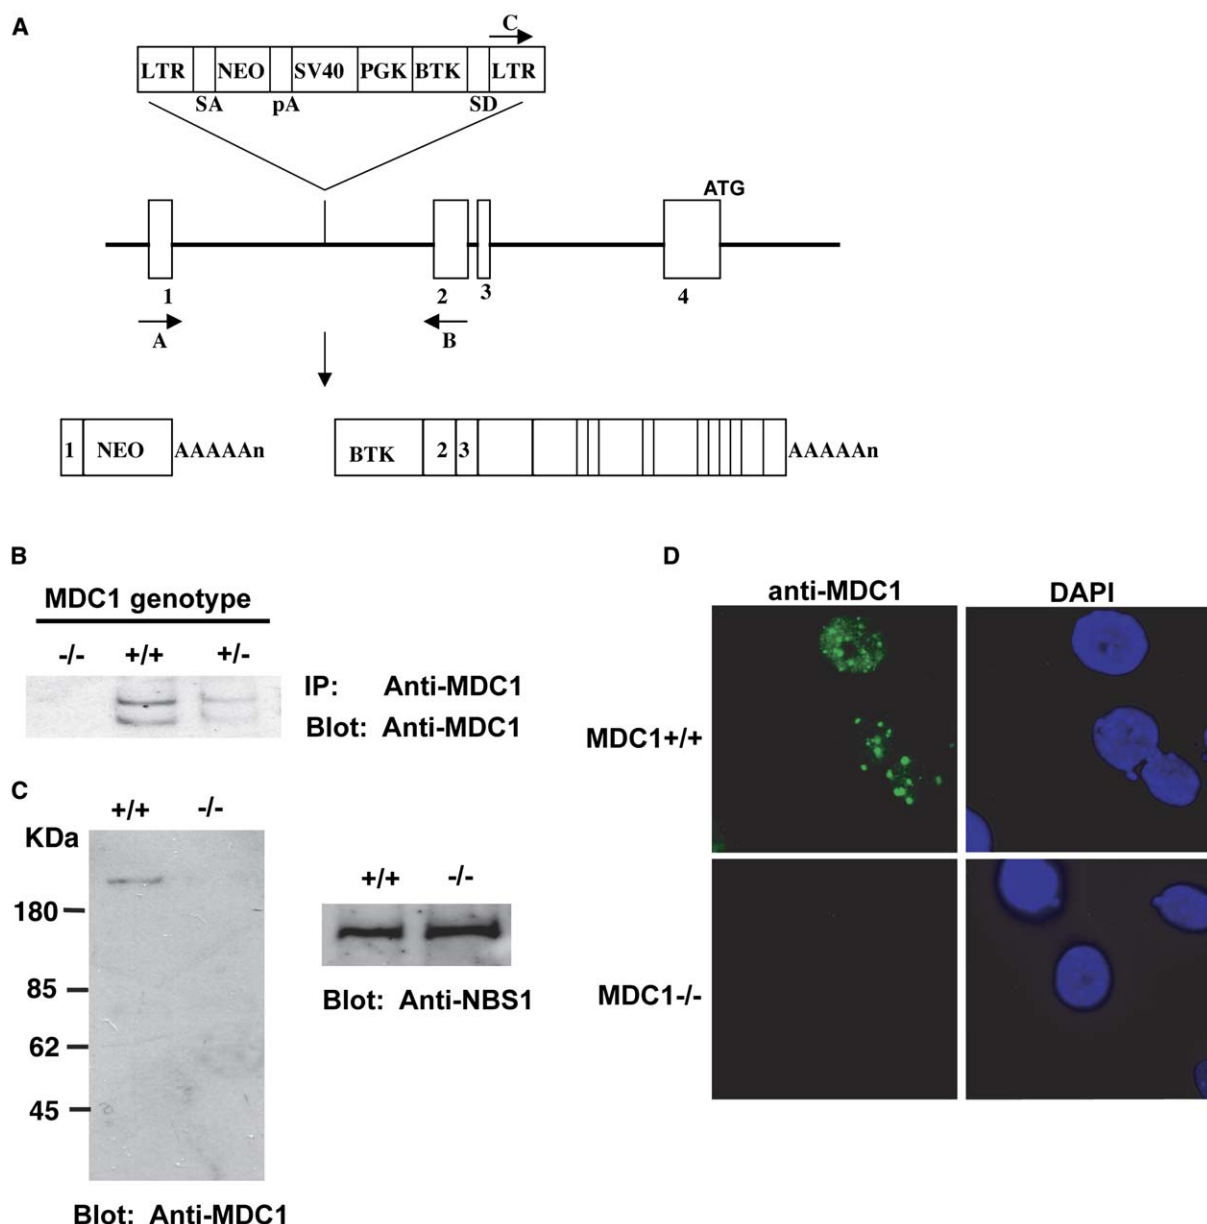 A
C
LTR NEO SV40 PGK BTK LTR
SA pA SD
ATG
1 2 3 4
A B
1 NEO AAAAAn BTK 2 3 AAAAAn
B
MDC1 genotype
-/- +/+ +/-
IP: Anti-MDC1
Blot: Anti-MDC1
C
+/+ -/-
KDa
180
85
62
45
Blot: Anti-MDC1
+/+ -/-
Blot: Anti-NBS1
D
anti-MDC1 DAPI
MDC1+/+
MDC1-/-